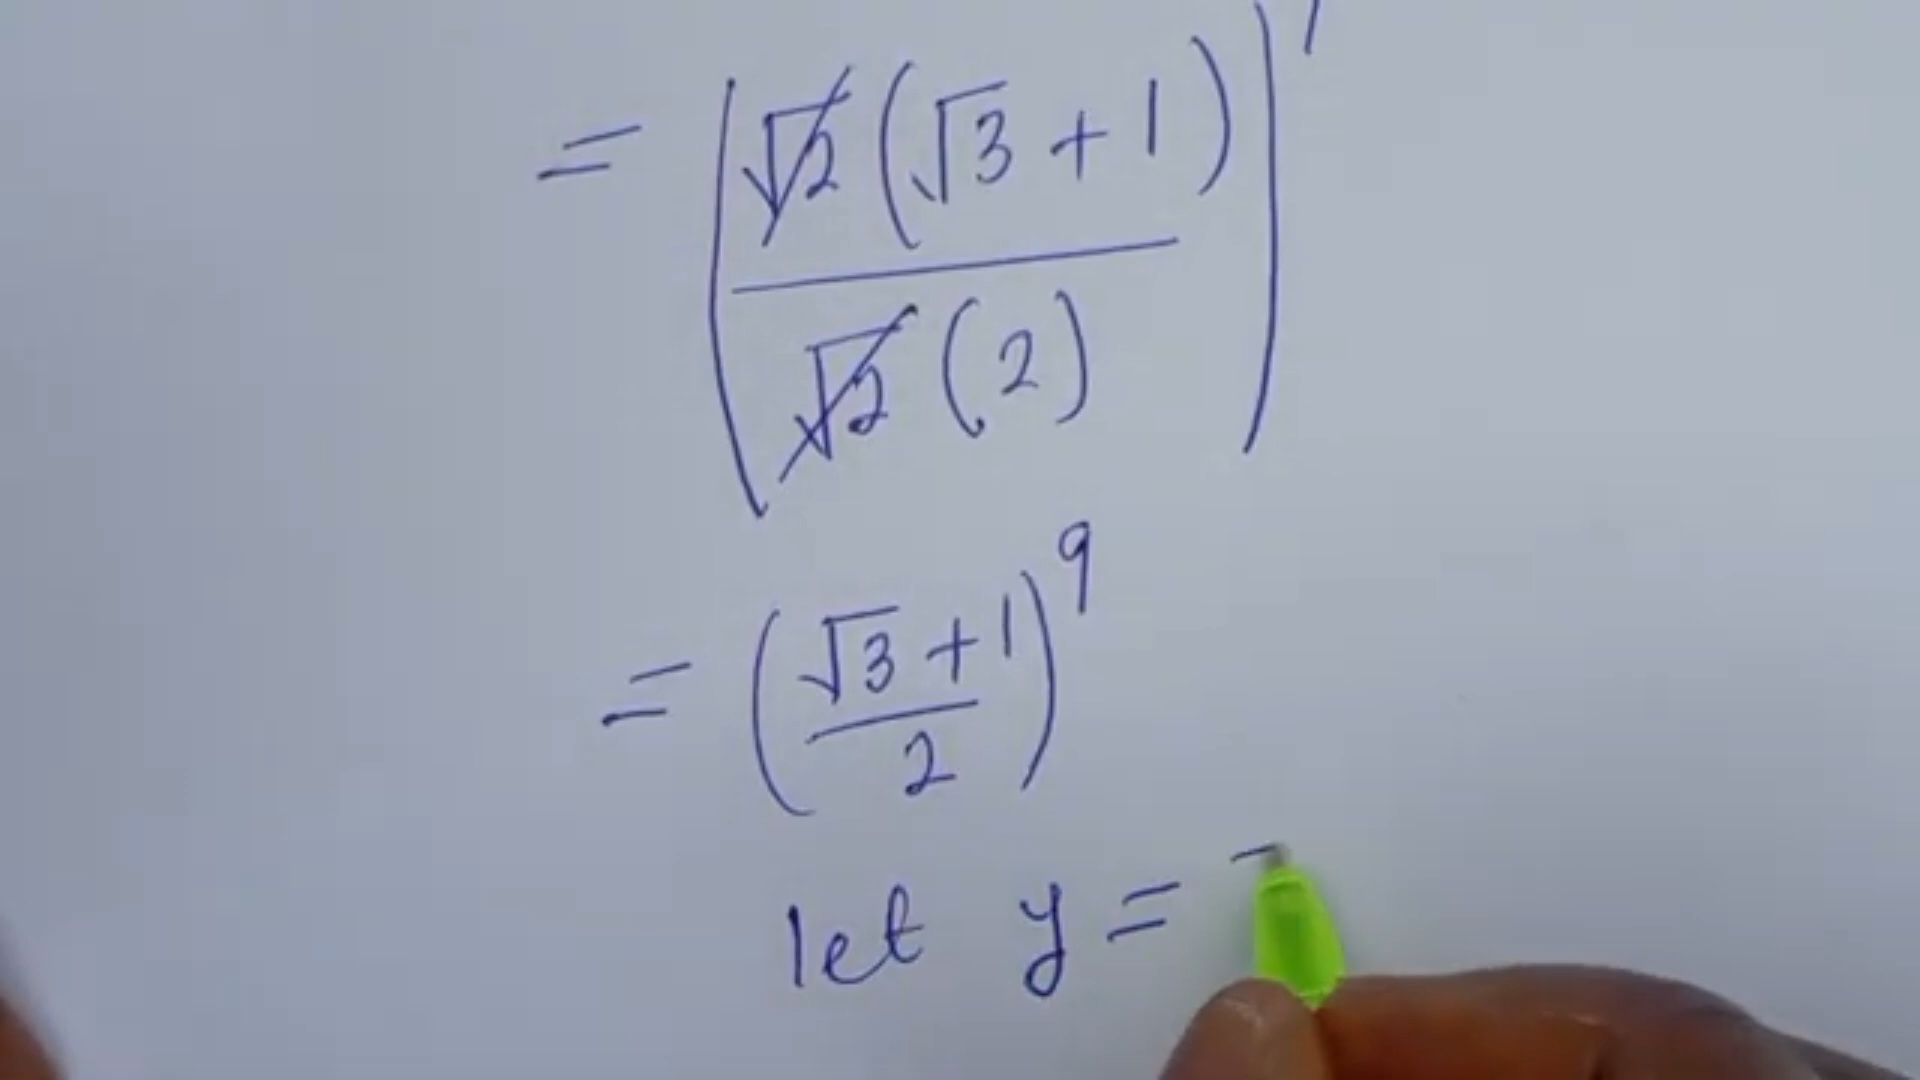 = (√2(√3 + 1) / √2(2))
= ((√3 + 1) / 2)^9
let y =